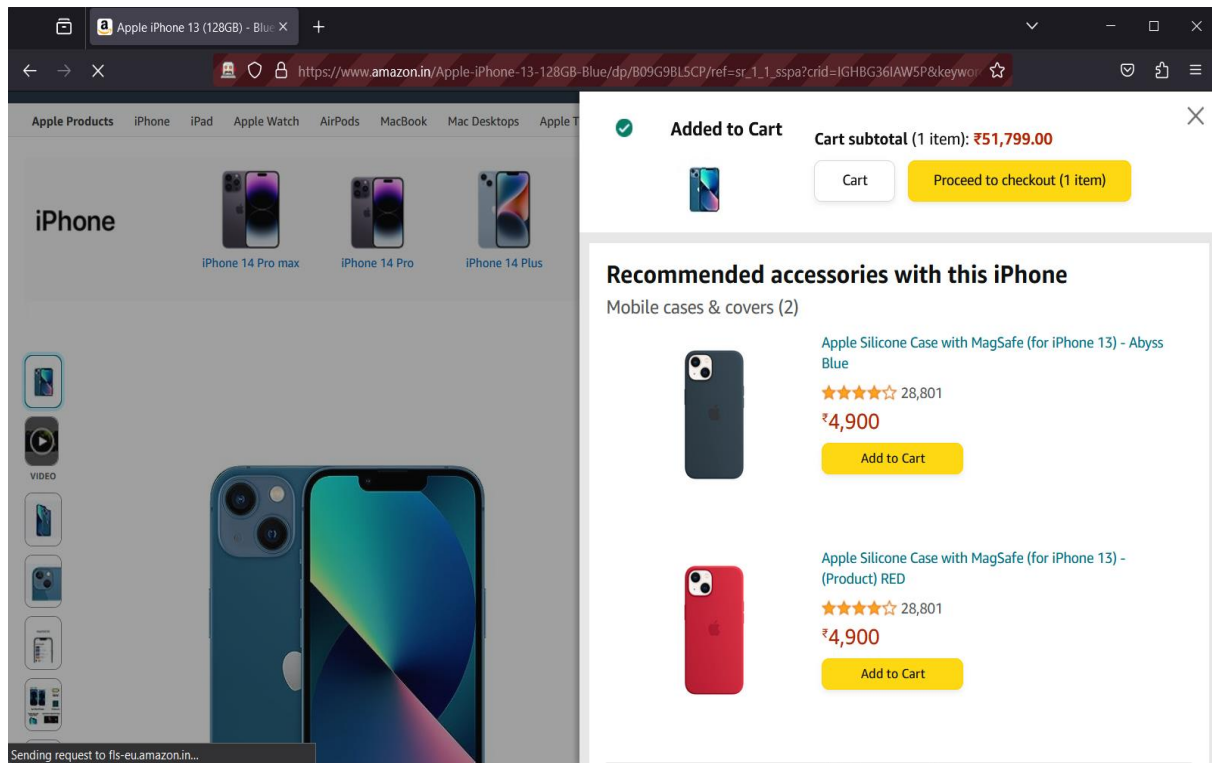 Apple iPhone 13 (128GB) - Blue
https://www.amazon.in/Apple-iPhone-13-128GB-Blue/dp/B09G9BL5CP/ref=sr_1_1_sspa?crid=IGHBG36IAW5P&keywor
Apple Products iPhone iPad Apple Watch AirPods MacBook Mac Desktops Apple T
iPhone
iPhone 14 Pro max iPhone 14 Pro iPhone 14 Plus
VIDEO
Sending request to fls-eu.amazon.in...
Added to Cart
Cart subtotal (1 item): ₹51,799.00
Cart Proceed to checkout (1 item)
Recommended accessories with this iPhone
Mobile cases & covers (2)
Apple Silicone Case with MagSafe (for iPhone 13) - Abyss
Blue
28,801
₹4,900
Add to Cart
Apple Silicone Case with MagSafe (for iPhone 13) -
(Product) RED
28,801
₹4,900
Add to Cart